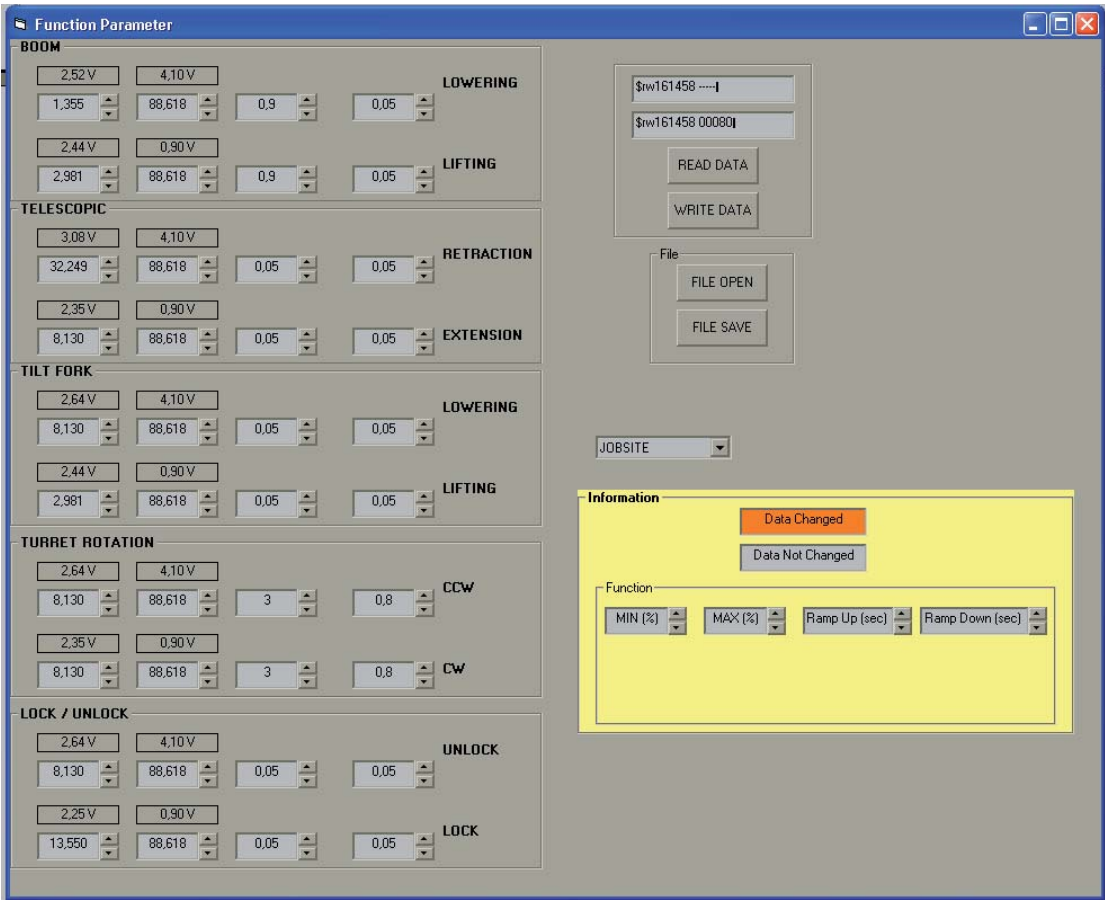 Function Parameter
BOOM
2,52 V 4,10 V
1,355 88,618 0,9 0,05 LOWERING
2,44 V 0,90 V
2,981 88,618 0,9 0,05 LIFTING
TELESCOPIC
3,08 V 4,10 V
32,249 88,618 0,05 0,05 RETRACTION
2,35 V 0,90 V
8,130 88,618 0,05 0,05 EXTENSION
TILT FORK
2,64 V 4,10 V
8,130 88,618 0,05 0,05 LOWERING
2,44 V 0,90 V
2,981 88,618 0,05 0,05 LIFTING
TURRET ROTATION
2,64 V 4,10 V
8,130 88,618 3 0,8 CCW
2,35 V 0,90 V
8,130 88,618 3 0,8 CW
LOCK / UNLOCK
2,64 V 4,10 V
8,130 88,618 0,05 0,05 UNLOCK
2,25 V 0,90 V
13,550 88,618 0,05 0,05 LOCK
$rw161458 -----
$rw161458 00080
READ DATA
WRITE DATA
File
FILE OPEN
FILE SAVE
JOBSITE
Information
Data Changed
Data Not Changed
Function
MIN (%) MAX (%) Ramp Up (sec) Ramp Down (sec)